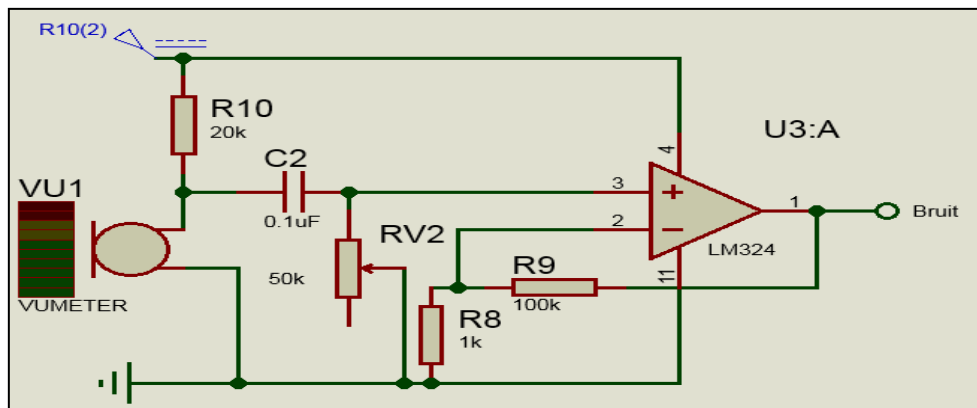 R10(2)
R10
20k
C2
0.1uF
VU1
VUMETER
RV2
50k
R9
100k
R8
1k
U3:A
4
3
2
1
11
LM324
Bruit